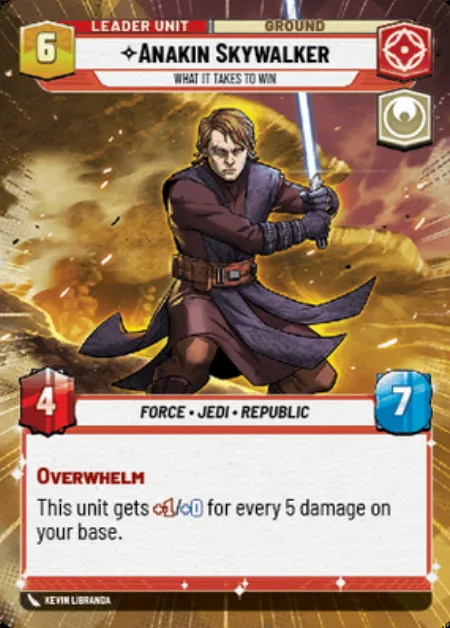 LEADER UNIT
GROUND
6
ANAKIN SKYWALKER
WHAT IT TAKES TO WIN
4
FORCE • JEDI • REPUBLIC
7
OVERWHELM
This unit gets +1/+0 for every 5 damage on
your base.
KEVIN LIBRANDA